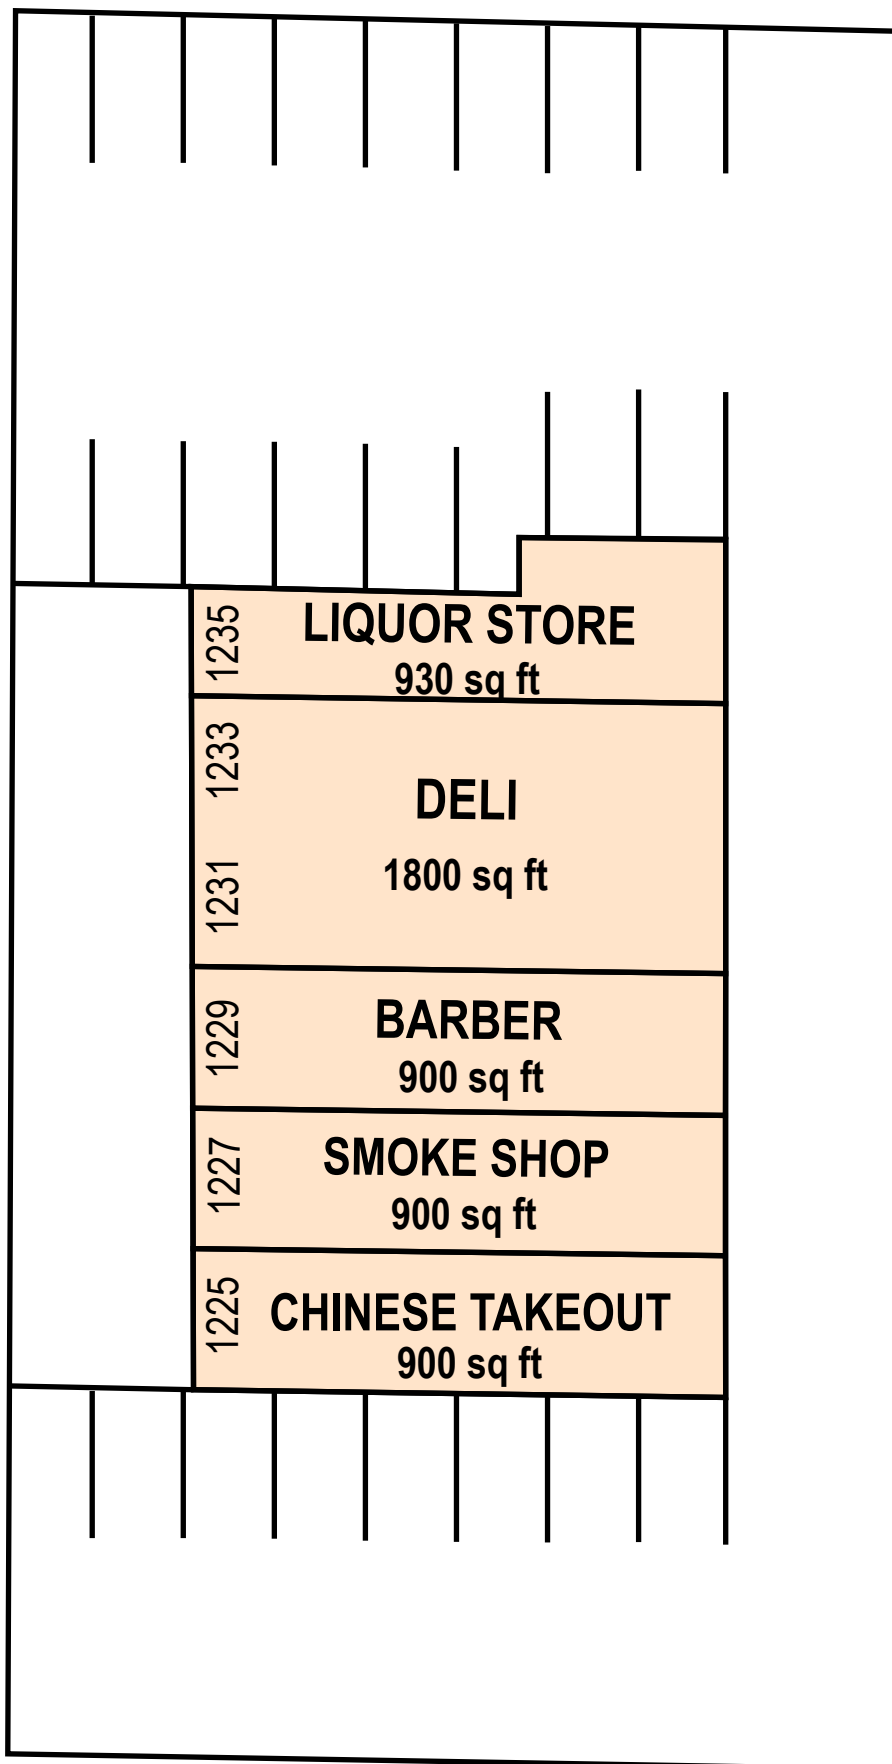 1235
LIQUOR STORE
930 sq ft
1233
DELI
1231
1800 sq ft
1229
BARBER
900 sq ft
1227
SMOKE SHOP
900 sq ft
1225
CHINESE TAKEOUT
900 sq ft